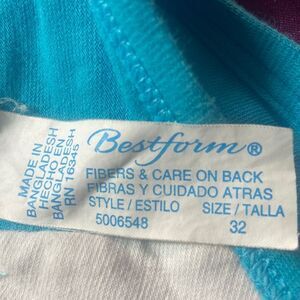 MADE IN
BANGLADESH
HECHO EN
BANGLADESH
RN 16345
Bestform®
FIBERS & CARE ON BACK
FIBRAS Y CUIDADO ATRAS
STYLE / ESTILO SIZE / TALLA
5006548 32